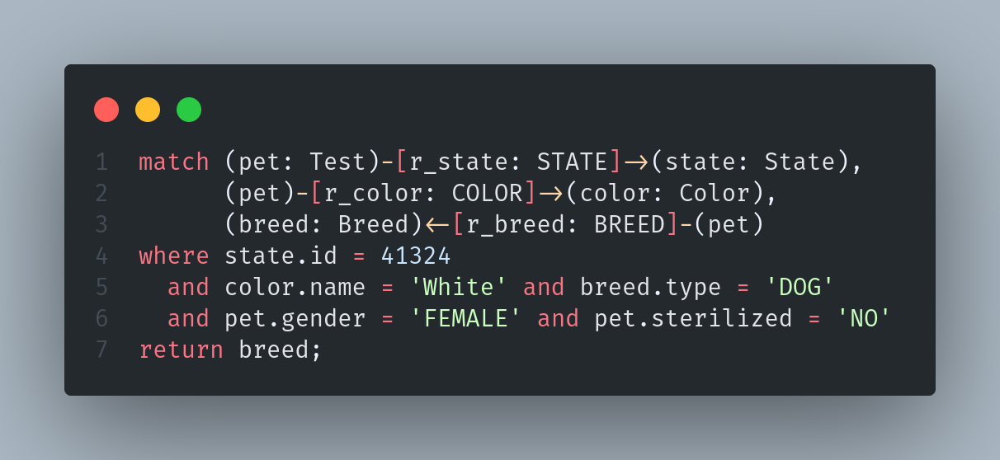 1 match (pet: Test)-[r_state: STATE]->(state: State),
2 (pet)-[r_color: COLOR]->(color: Color),
3 (breed: Breed)<-[r_breed: BREED]-(pet)
4 where state.id = 41324
5 and color.name = 'White' and breed.type = 'DOG'
6 and pet.gender = 'FEMALE' and pet.sterilized = 'NO'
7 return breed;